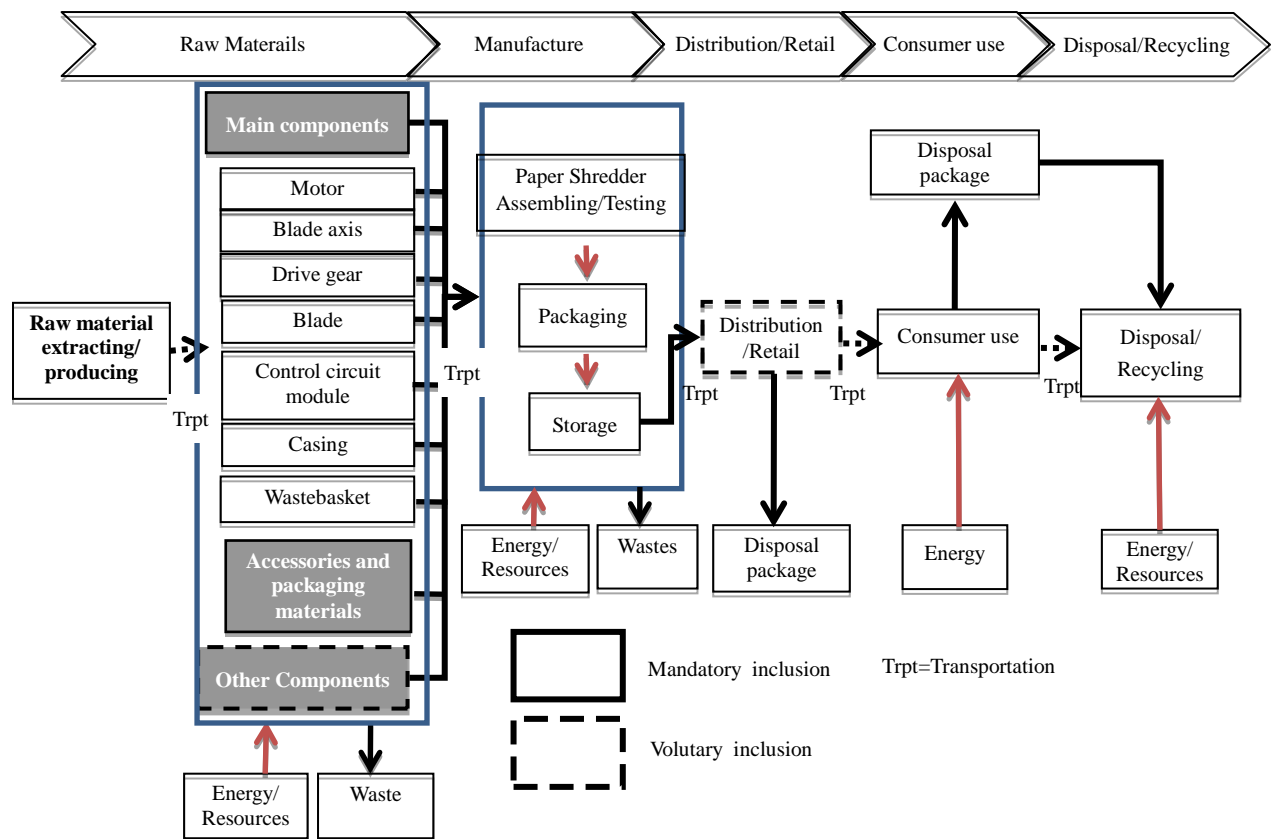 Raw Materails
Manufacture
Distribution/Retail
Consumer use
Disposal/Recycling
Main components
Motor
Blade axis
Drive gear
Blade
Control circuit
module
Casing
Wastebasket
Accessories and
packaging
materials
Other Components
Raw material
extracting/
producing
Trpt
Energy/
Resources
Waste
Trpt
Paper Shredder
Assembling/Testing
Packaging
Storage
Energy/
Resources
Wastes
Trpt
Distribution
/Retail
Disposal
package
Trpt
Disposal
package
Consumer use
Energy
Trpt
Disposal/
Recycling
Energy/
Resources
Mandatory inclusion
Trpt=Transportation
Volutary inclusion